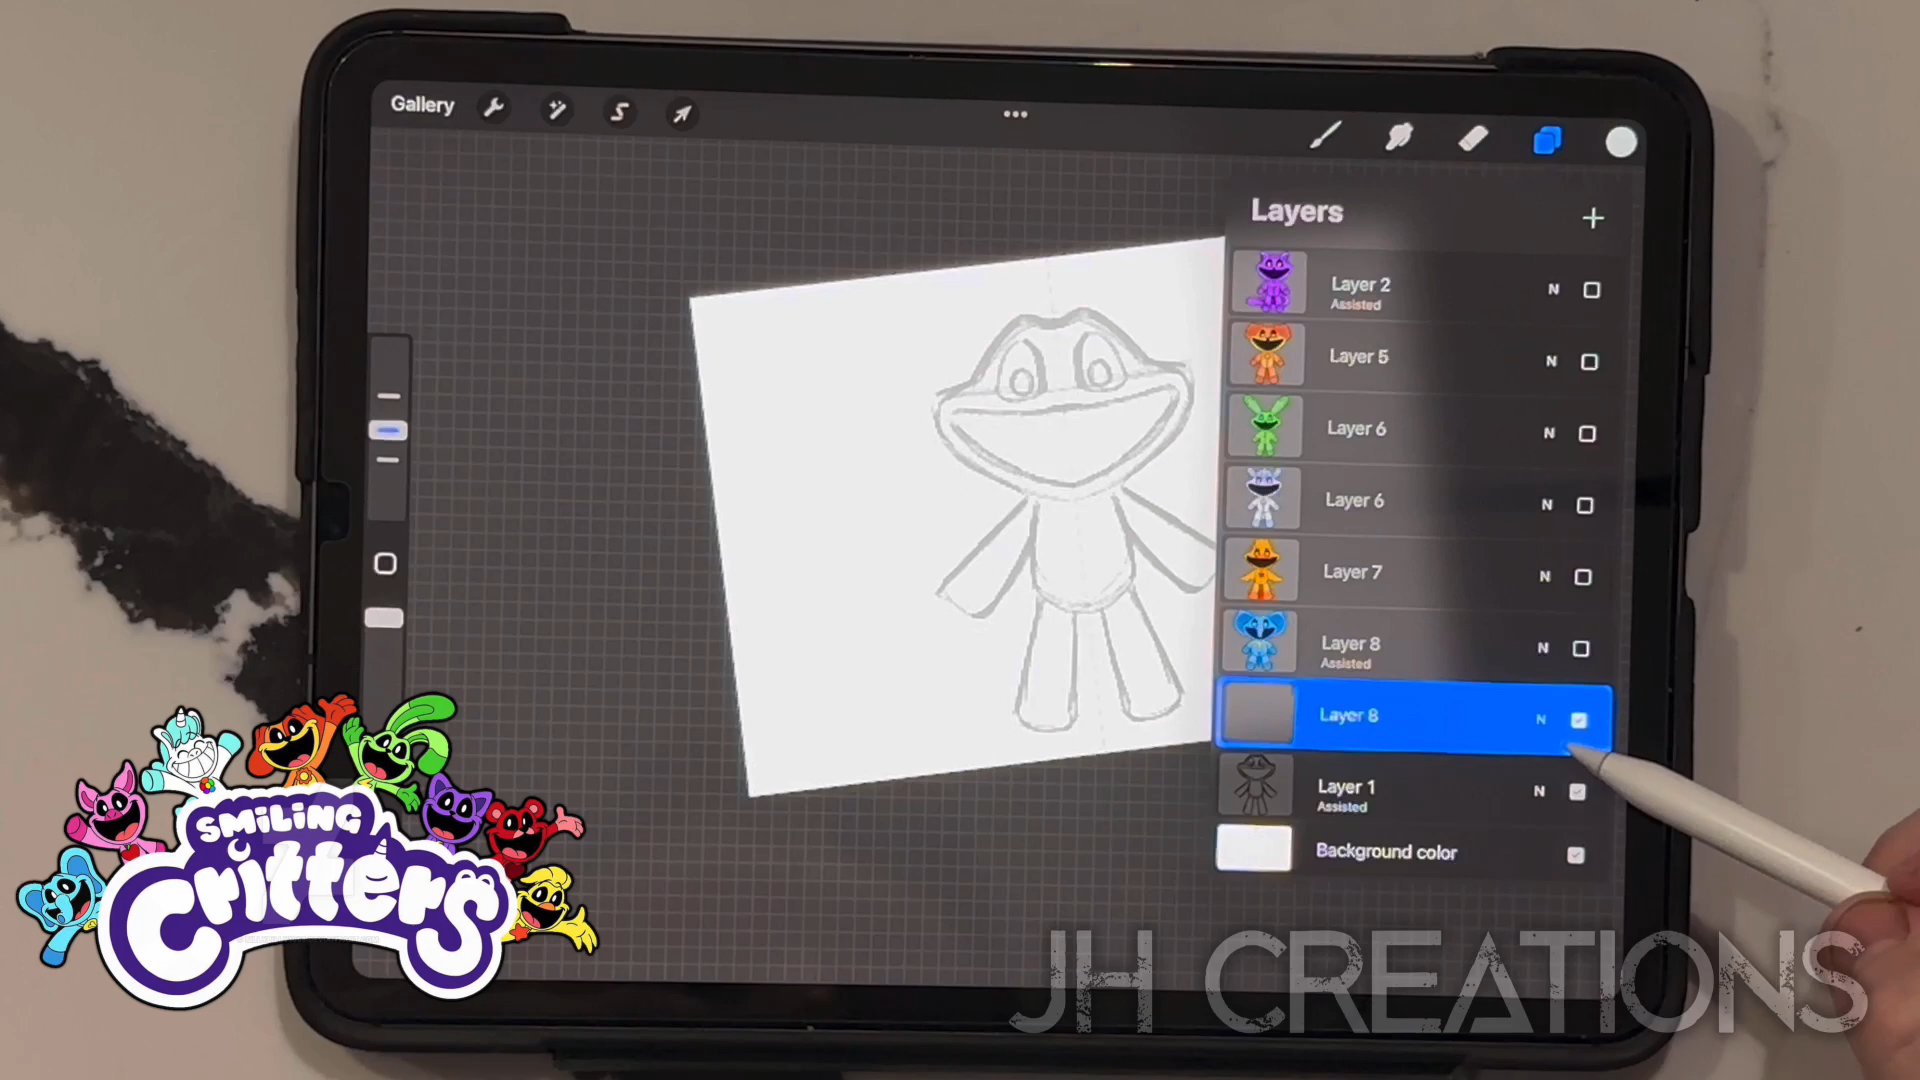 Gallery
S
Layers
Layer 2
Assisted
N
Layer 5
N
Layer 6
N
Layer 6
N
Layer 7
N
Layer 8
Assisted
N
Layer 8
N
Layer 1
Assisted
N
Background color
SMiLiNG
Critters
JH CREATIONS